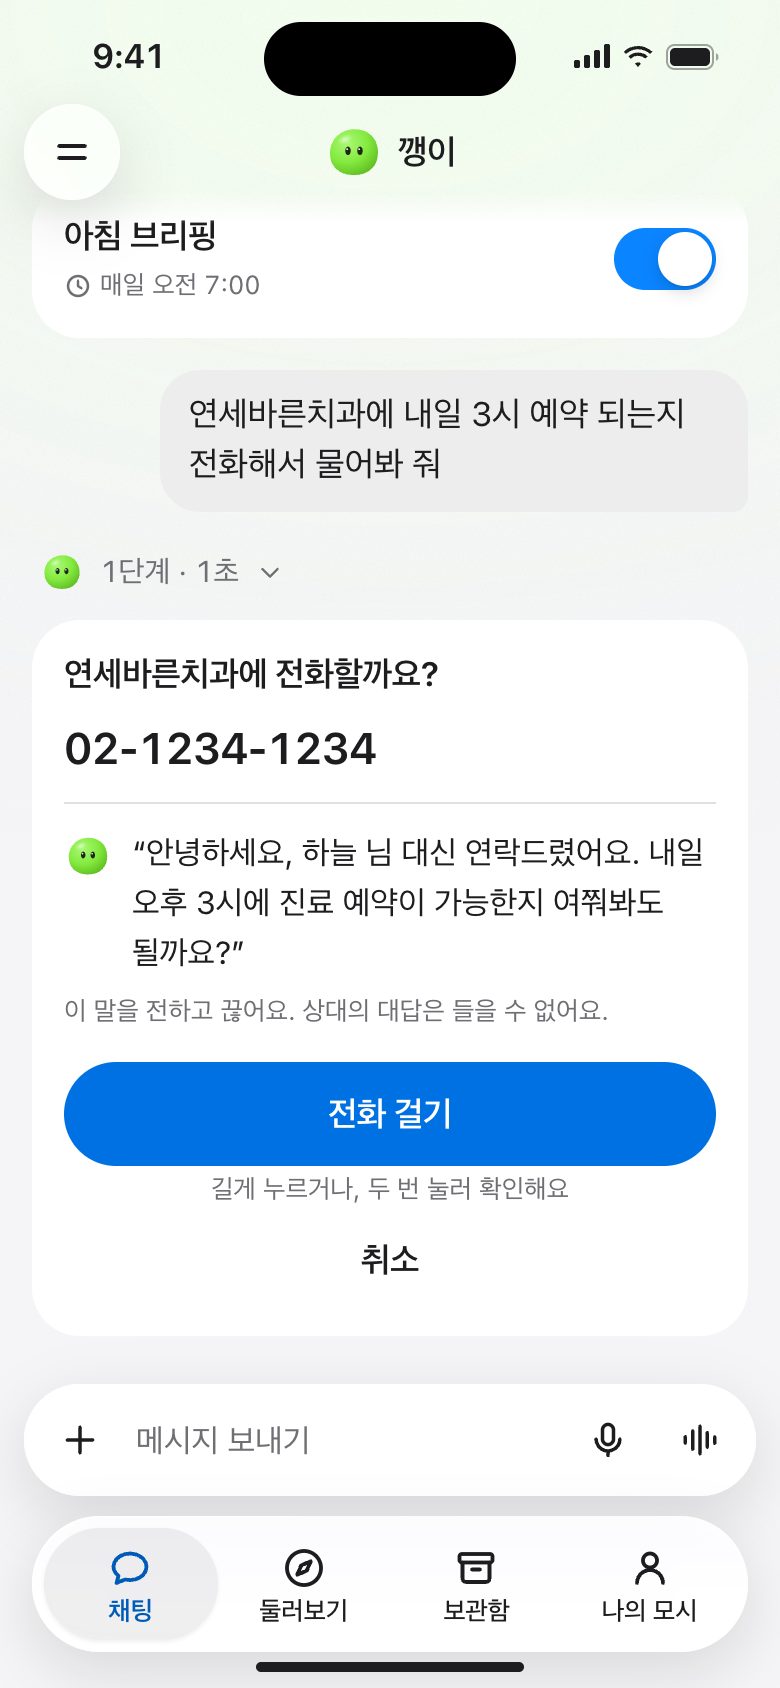 9:41
깽이
아침 브리핑
매일 오전 7:00
연세바른치과에 내일 3시 예약 되는지
전화해서 물어봐 줘
1단계 · 1초
연세바른치과에 전화할까요?
02-1234-1234
“안녕하세요, 하늘 님 대신 연락드렸어요. 내일
오후 3시에 진료 예약이 가능한지 여쭤봐도
될까요?”
이 말을 전하고 끊어요. 상대의 대답은 들을 수 없어요.
전화 걸기
길게 누르거나, 두 번 눌러 확인해요
취소
메시지 보내기
채팅
둘러보기
보관함
나의 모시